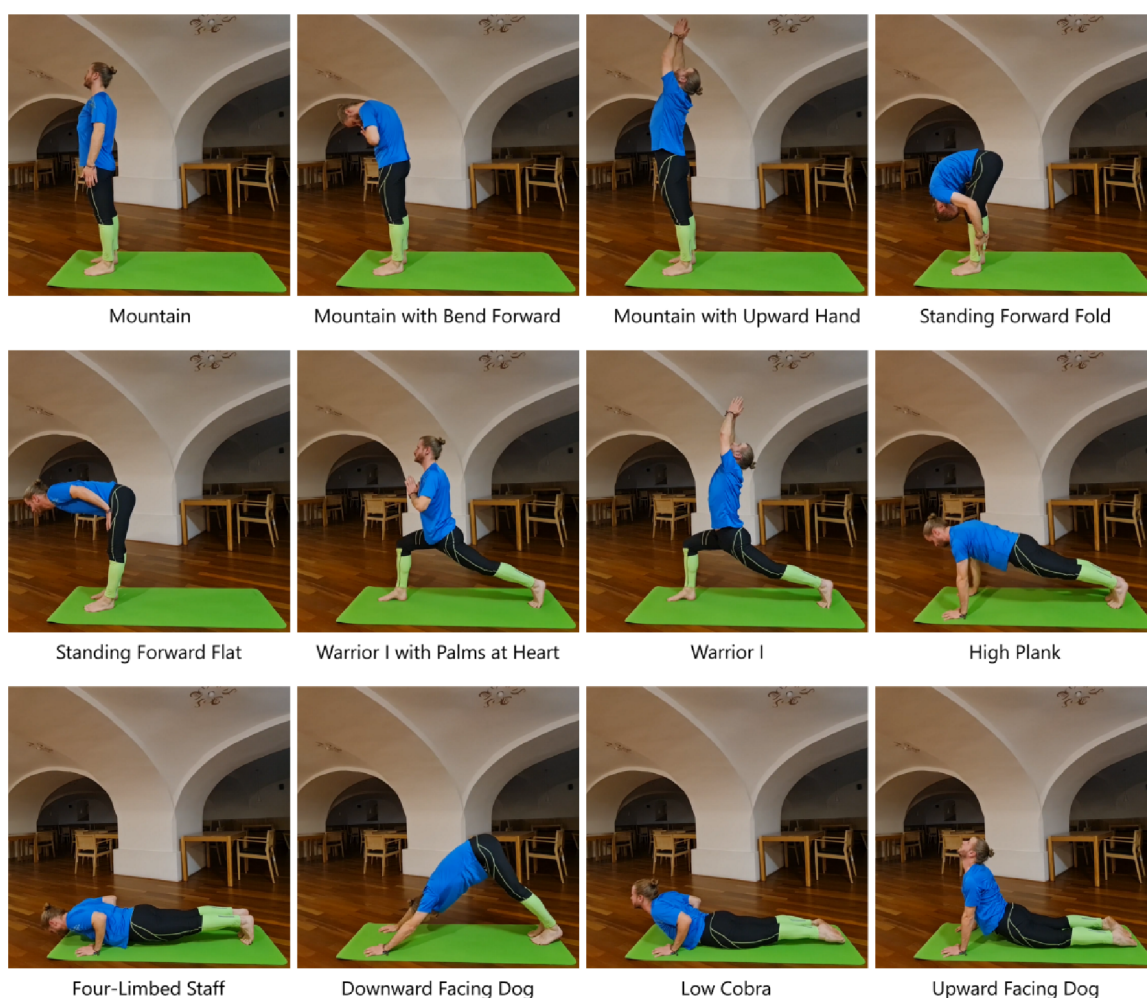 Mountain
Mountain with Bend Forward
Mountain with Upward Hand
Standing Forward Fold
Standing Forward Flat
Warrior I with Palms at Heart
Warrior I
High Plank
Four-Limbed Staff
Downward Facing Dog
Low Cobra
Upward Facing Dog